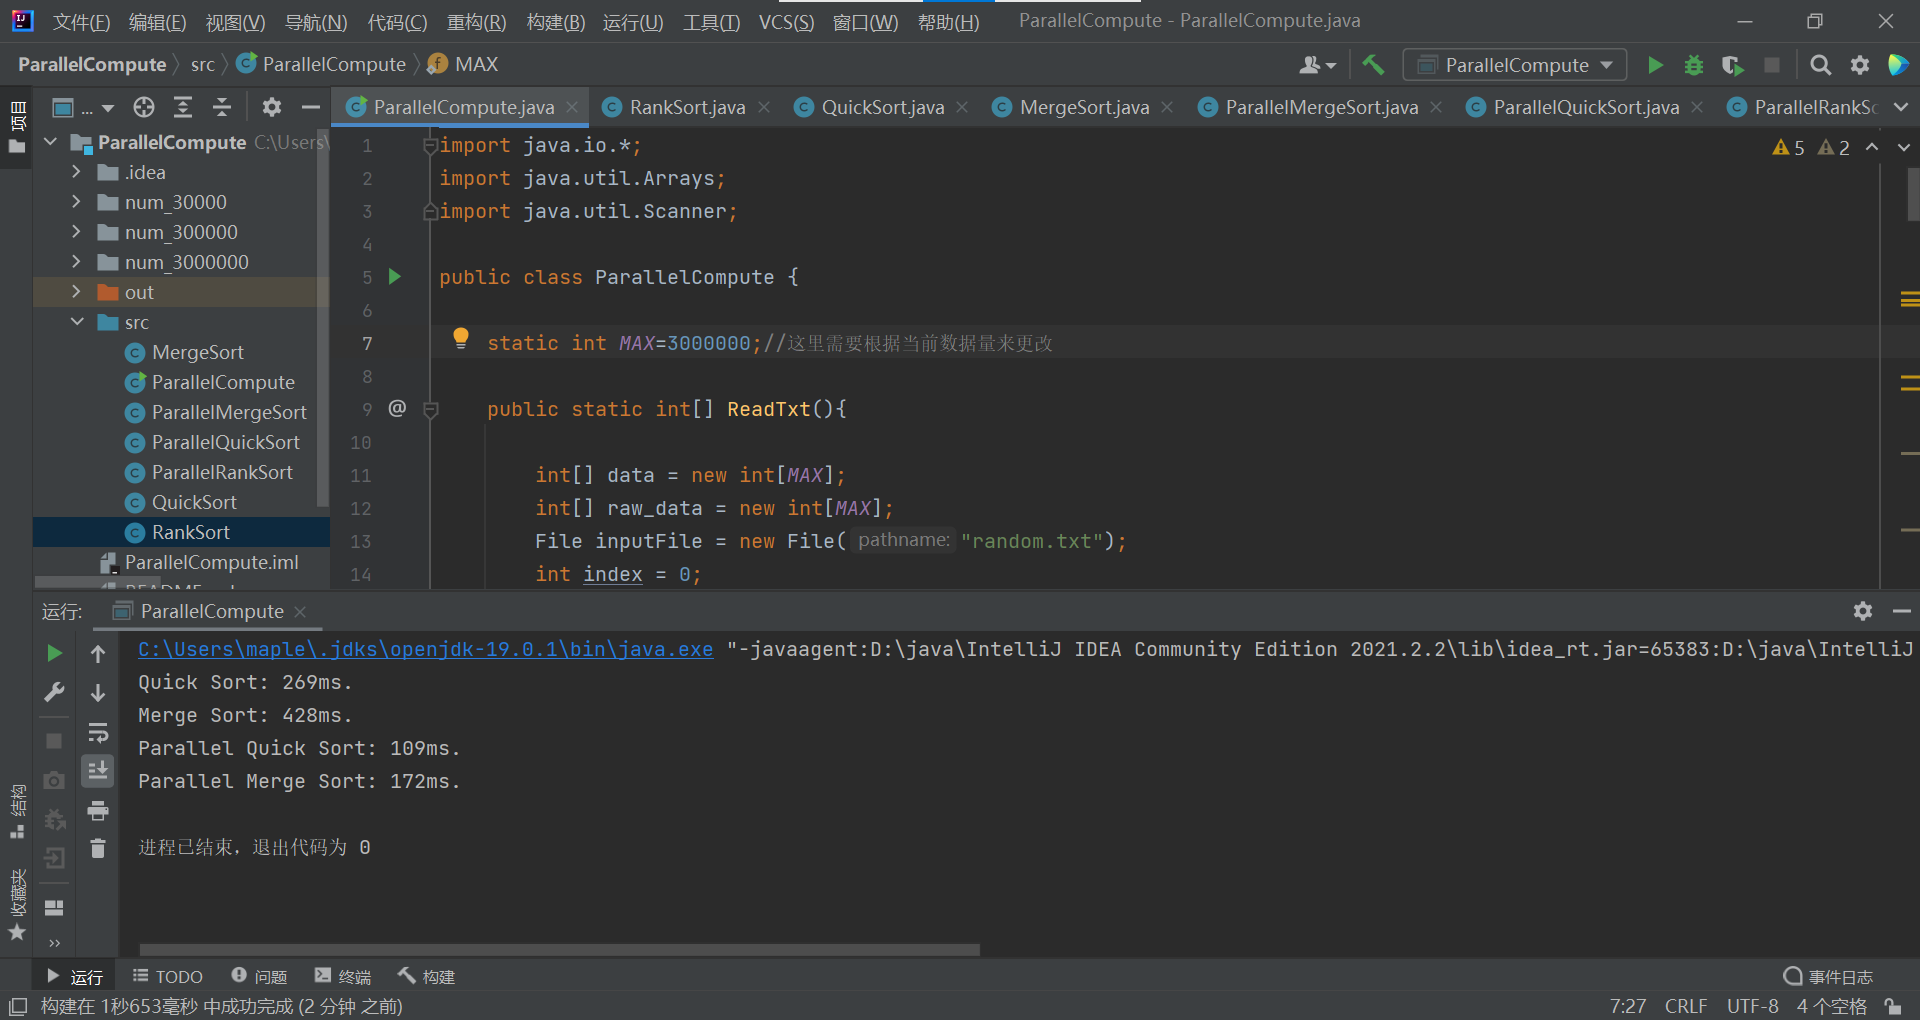 文件(F) 编辑(E) 视图(V) 导航(N) 代码(C) 重构(R) 构建(B) 运行(U) 工具(T) VCS(S) 窗口(W) 帮助(H) ParallelCompute - ParallelCompute.java
ParallelCompute src ParallelCompute MAX ParallelCompute
项目
... ParallelCompute.java RankSort.java QuickSort.java MergeSort.java ParallelMergeSort.java ParallelQuickSort.java ParallelRankSo
ParallelCompute C:\Users\
.idea
num_30000
num_300000
num_3000000
out
src
MergeSort
ParallelCompute
ParallelMergeSort
ParallelQuickSort
ParallelRankSort
QuickSort
RankSort
ParallelCompute.iml
5 2
1 import java.io.*;
2 import java.util.Arrays;
3 import java.util.Scanner;
4
5 public class ParallelCompute {
6
7 static int MAX=3000000;//这里需要根据当前数据量来更改
8
9 @ public static int[] ReadTxt(){
10
11 int[] data = new int[MAX];
12 int[] raw_data = new int[MAX];
13 File inputFile = new File( pathname: "random.txt");
14 int index = 0;
运行: ParallelCompute
C:\Users\maple\.jdks\openjdk-19.0.1\bin\java.exe "-javaagent:D:\java\IntelliJ IDEA Community Edition 2021.2.2\lib\idea_rt.jar=65383:D:\java\IntelliJ
Quick Sort: 269ms.
Merge Sort: 428ms.
Parallel Quick Sort: 109ms.
Parallel Merge Sort: 172ms.
进程已结束，退出代码为 0
结构
收藏夹
运行 TODO 问题 终端 构建 事件日志
构建在 1秒653毫秒 中成功完成 (2 分钟 之前) 7:27 CRLF UTF-8 4 个空格